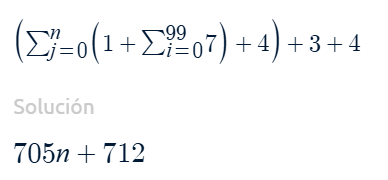 (∑_{j=0}^{n}(1 + ∑_{i=0}^{99} 7) + 4) + 3 + 4
Solución
705n + 712